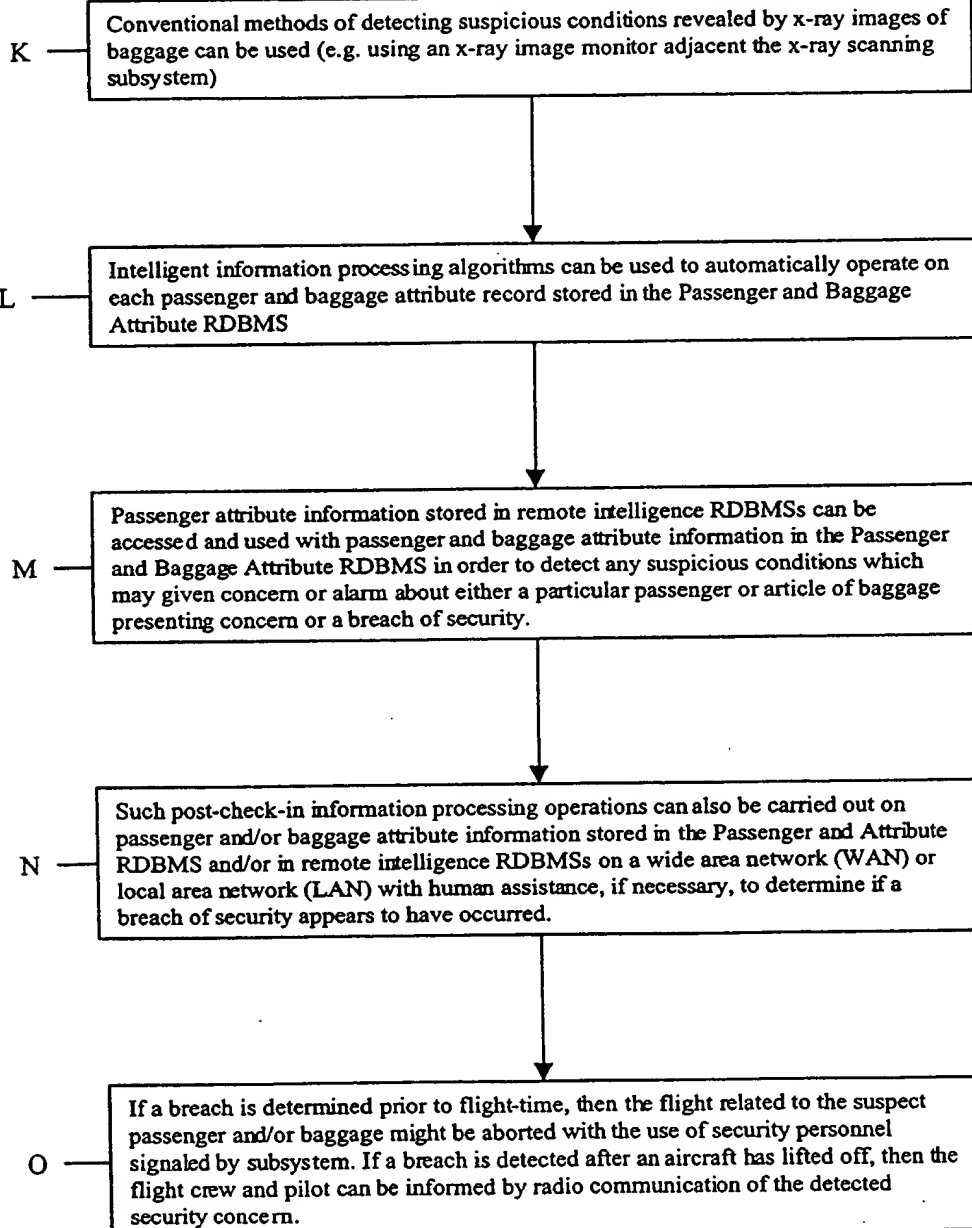 Conventional methods of detecting suspicious conditions revealed by x-ray images of
K
baggage can be used (e.g. using an x-ray image monitor adjacent the x-ray scanning
subsystem)
Intelligent information processing algorithms can be used to automatically operate on
L
each passenger and baggage attribute record stored in the Passenger and Baggage
Attribute RDBMS
Passenger attribute information stored in remote intelligence RDBMSs can be
accessed and used with passenger and baggage attribute information in the Passenger
M
and Baggage Attribute RDBMS in order to detect any suspicious conditions which
may given concern or alarm about either a particular passenger or article of baggage
presenting concern or a breach of security.
Such post-check-in information processing operations can also be carried out on
passenger and/or baggage attribute information stored in the Passenger and Attribute
N
RDBMS and/or in remote intelligence RDBMSs on a wide area network (WAN) or
local area network (LAN) with human assistance, if necessary, to determine if a
breach of security appears to have occurred.
If a breach is determined prior to flight-time, then the flight related to the suspect
passenger and/or baggage might be aborted with the use of security personnel
O
signaled by subsystem. If a breach is detected after an aircraft has lifted off, then the
flight crew and pilot can be informed by radio communication of the detected
security concern.